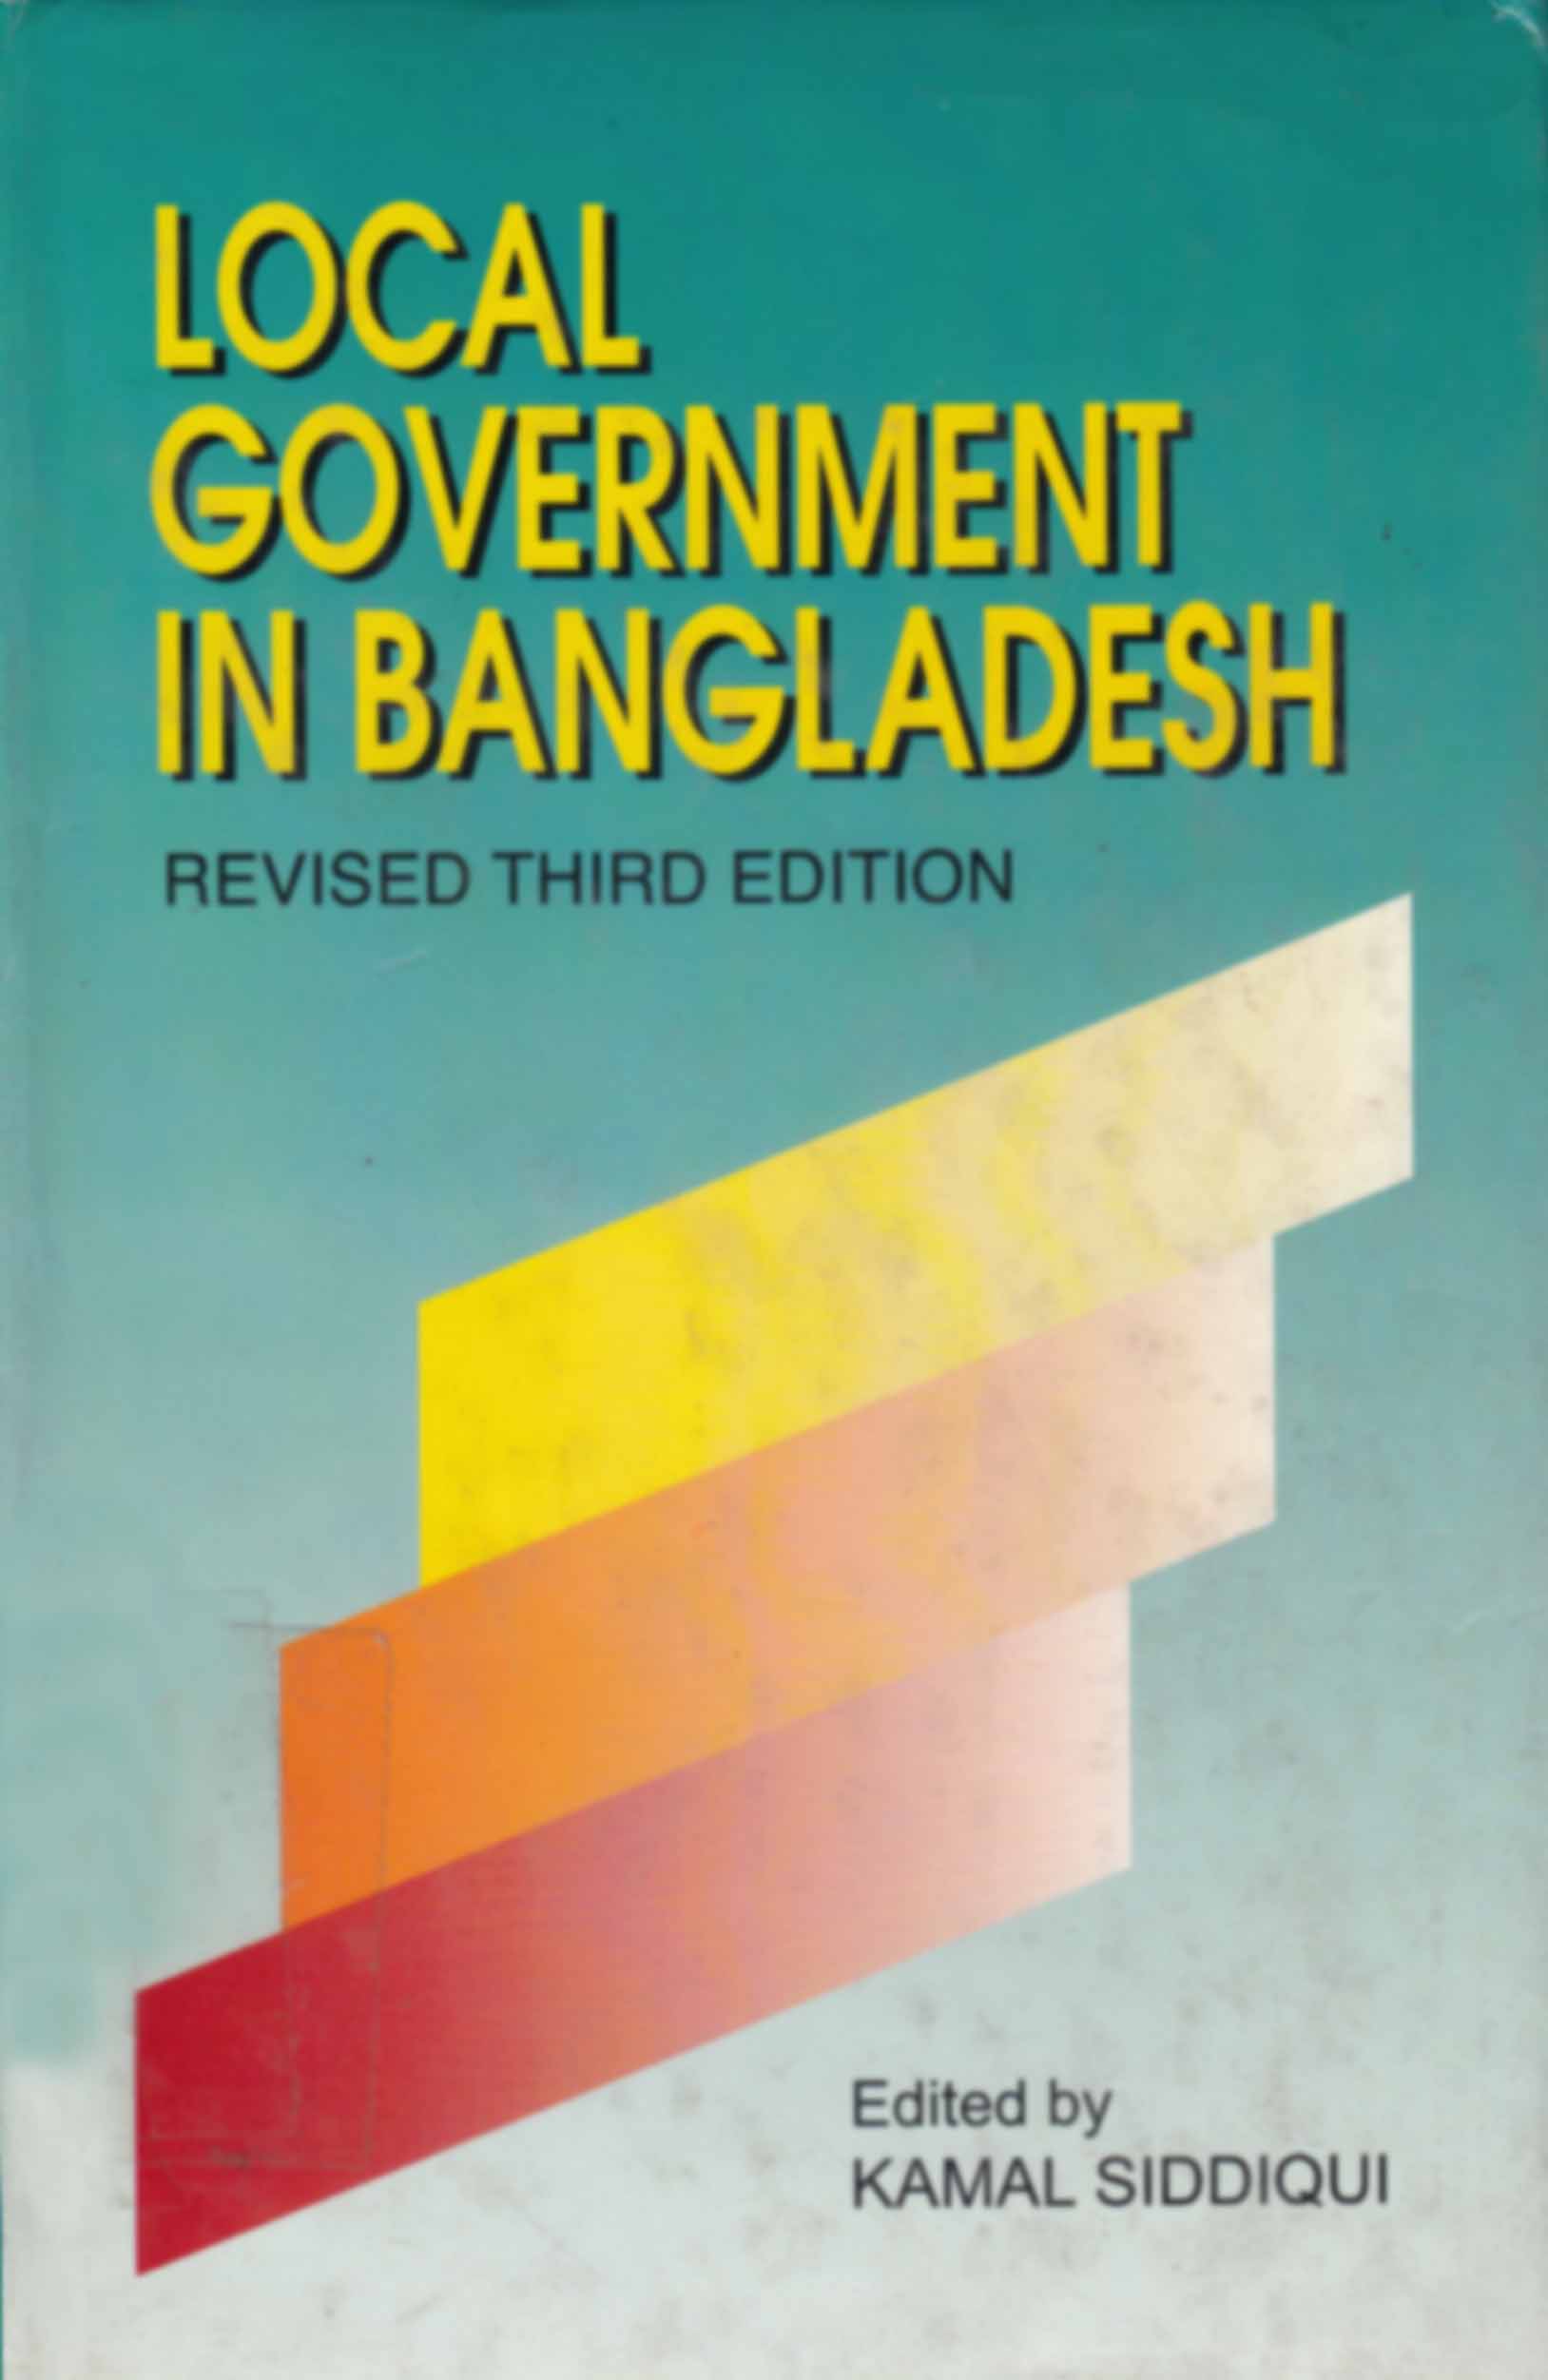 LOCAL
GOVERNMENT
IN BANGLADESH
REVISED THIRD EDITION
Edited by
KAMAL SIDDIQUI